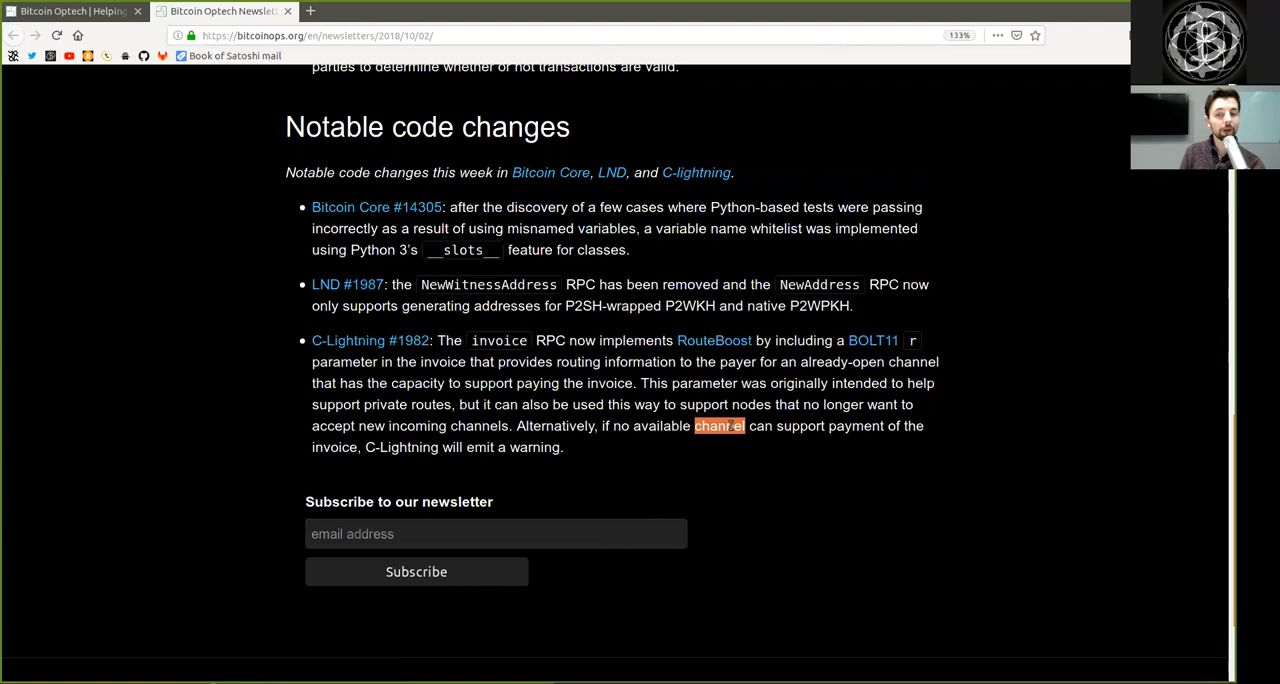 Bitcoin Optech | Helping
Bitcoin Optech Newslett
https://bitcoinops.org/en/newsletters/2018/10/02/
133%
Book of Satoshi mail
parties to determine whether or not transactions are valid.
Notable code changes
Notable code changes this week in Bitcoin Core, LND, and C-lightning.
• Bitcoin Core #14305: after the discovery of a few cases where Python-based tests were passing
incorrectly as a result of using misnamed variables, a variable name whitelist was implemented
using Python 3’s __slots__ feature for classes.
• LND #1987: the NewWitnessAddress RPC has been removed and the NewAddress RPC now
only supports generating addresses for P2SH-wrapped P2WKH and native P2WPKH.
• C-Lightning #1982: The invoice RPC now implements RouteBoost by including a BOLT11 r
parameter in the invoice that provides routing information to the payer for an already-open channel
that has the capacity to support paying the invoice. This parameter was originally intended to help
support private routes, but it can also be used this way to support nodes that no longer want to
accept new incoming channels. Alternatively, if no available channel can support payment of the
invoice, C-Lightning will emit a warning.
Subscribe to our newsletter
email address
Subscribe